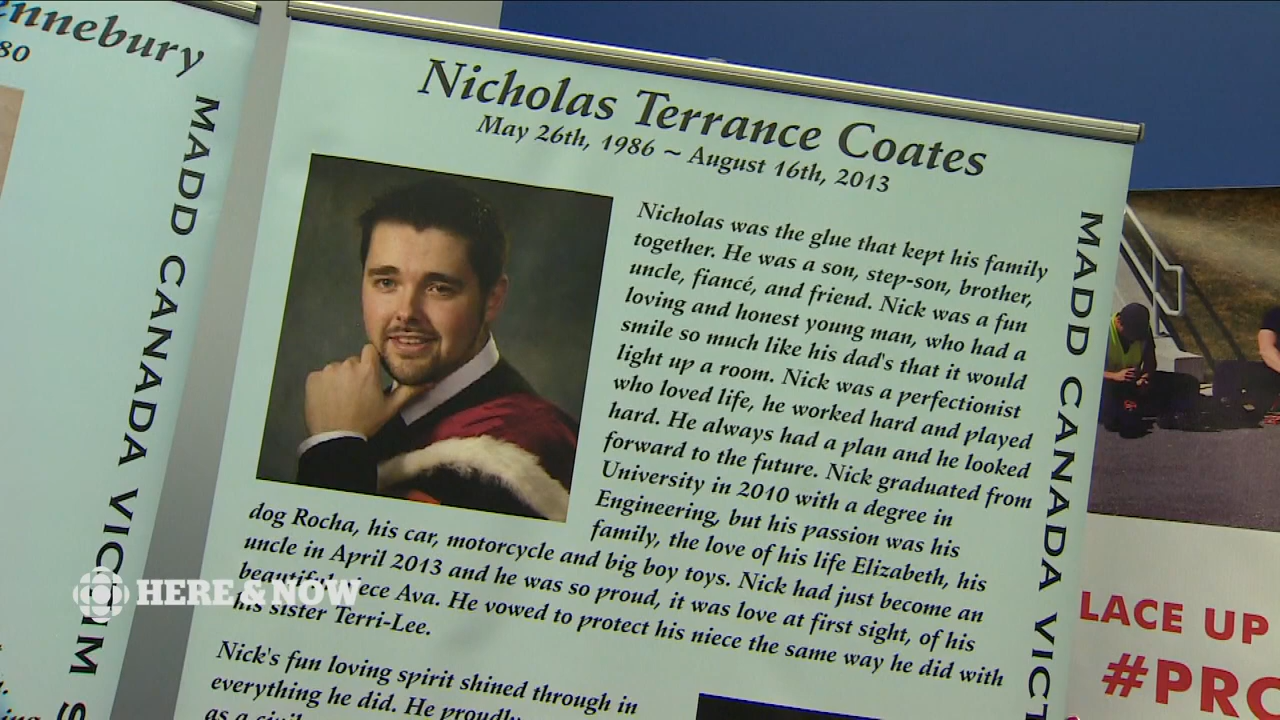 ennebury
80
MADD CANADA VICTIM S
Nicholas Terrance Coates
May 26th, 1986 ~ August 16th, 2013
Nicholas was the glue that kept his family
together. He was a son, step-son, brother,
uncle, fiancé, and friend. Nick was a fun
loving and honest young man, who had a
smile so much like his dad's that it would
light up a room. Nick was a perfectionist
who loved life, he worked hard and played
hard. He always had a plan and he looked
forward to the future. Nick graduated from
University in 2010 with a degree in
Engineering, but his passion was his
family, the love of his life Elizabeth, his
dog Rocha, his car, motorcycle and big boy toys. Nick had just become an
uncle in April 2013 and he was so proud, it was love at first sight, of his
beautiful niece Ava. He vowed to protect his niece the same way he did with
his sister Terri-Lee.
Nick's fun loving spirit shined through in
everything he did. He proudly
as a civil
MADD CANADA VICT
LACE UP
#PRO
HERE & NOW